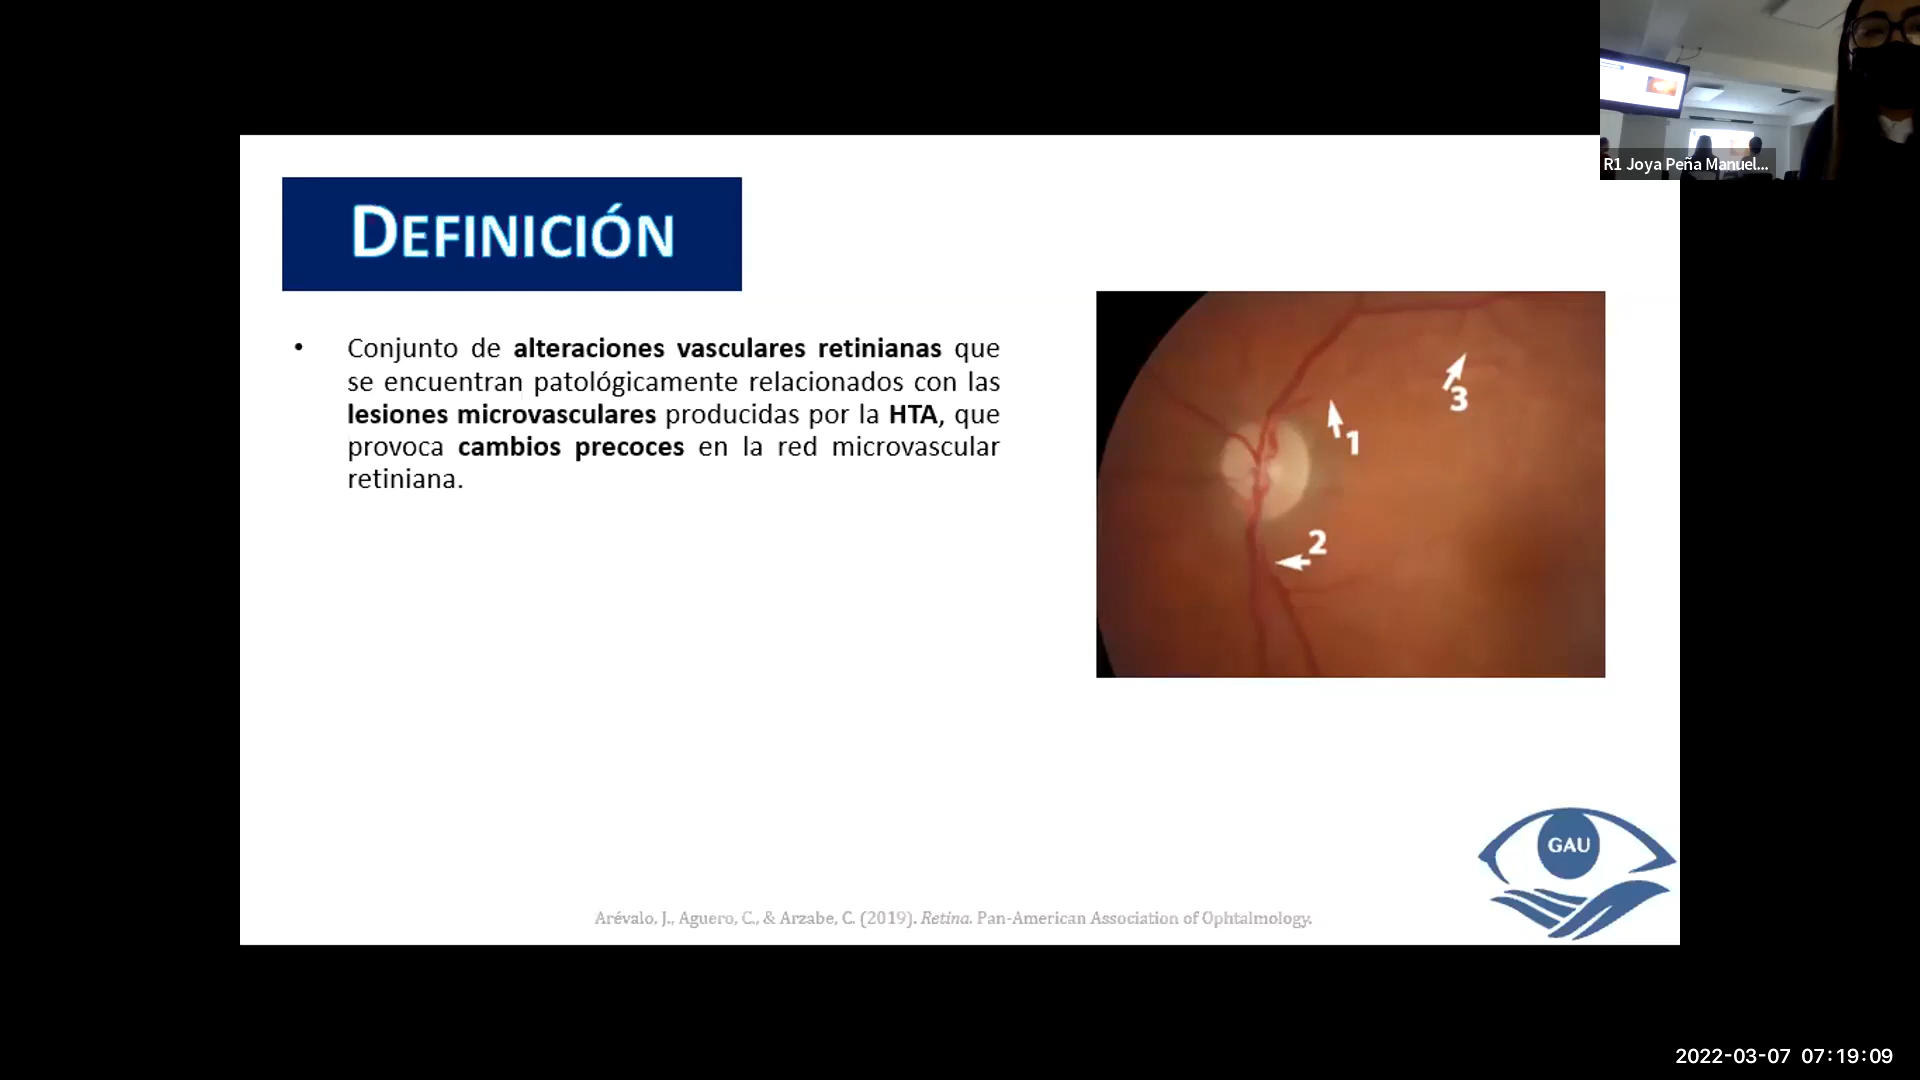 R1 Joya Peña Manuel...
DEFINICIÓN
• Conjunto de alteraciones vasculares retinianas que
se encuentran patológicamente relacionados con las
lesiones microvasculares producidas por la HTA, que
provoca cambios precoces en la red microvascular
retiniana.
3
1
2
GAU
Arévalo, J., Aguero, C., & Arzabe, C. (2019). Retina. Pan-American Association of Ophtalmology.
2022-03-07 07:19:09